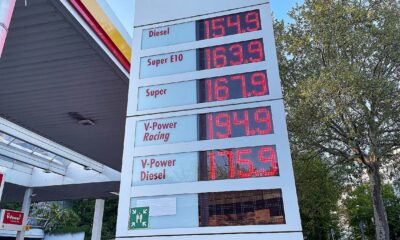 Diesel 154.9
Super E10 163.9
Super 167.9
V-Power
Racing 194.9
V-Power
Diesel 175.9